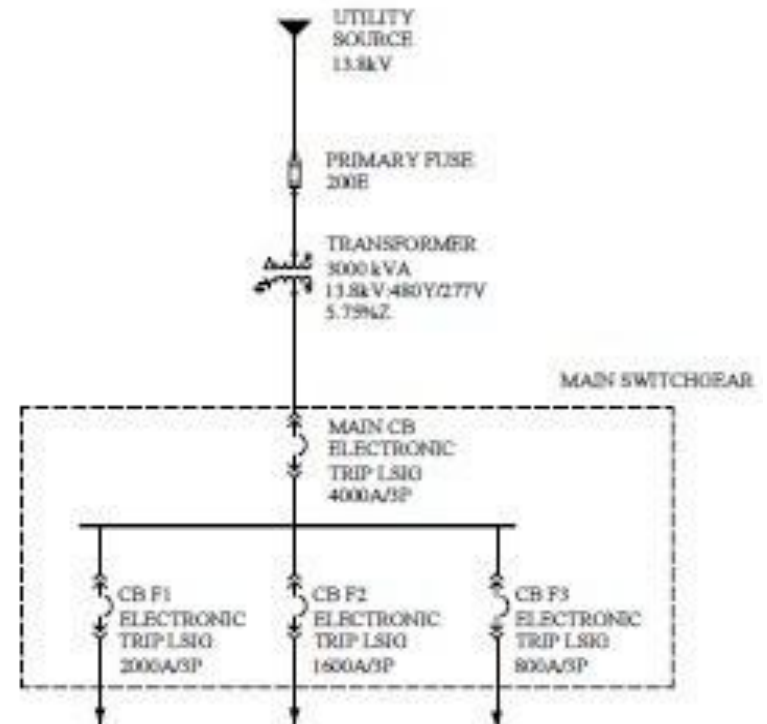 UTILITY
SOURCE
13.8kV
PRIMARY FUSE
200E
TRANSFORMER
3000 kVA
13.8kV:480Y/277V
5.75%Z
MAIN SWITCHGEAR
MAIN CB
ELECTRONIC
TRIP LSIG
4000A/3P
CB F1
ELECTRONIC
TRIP LSIG
2000A/3P
CB F2
ELECTRONIC
TRIP LSIG
1600A/3P
CB F3
ELECTRONIC
TRIP LSIG
800A/3P